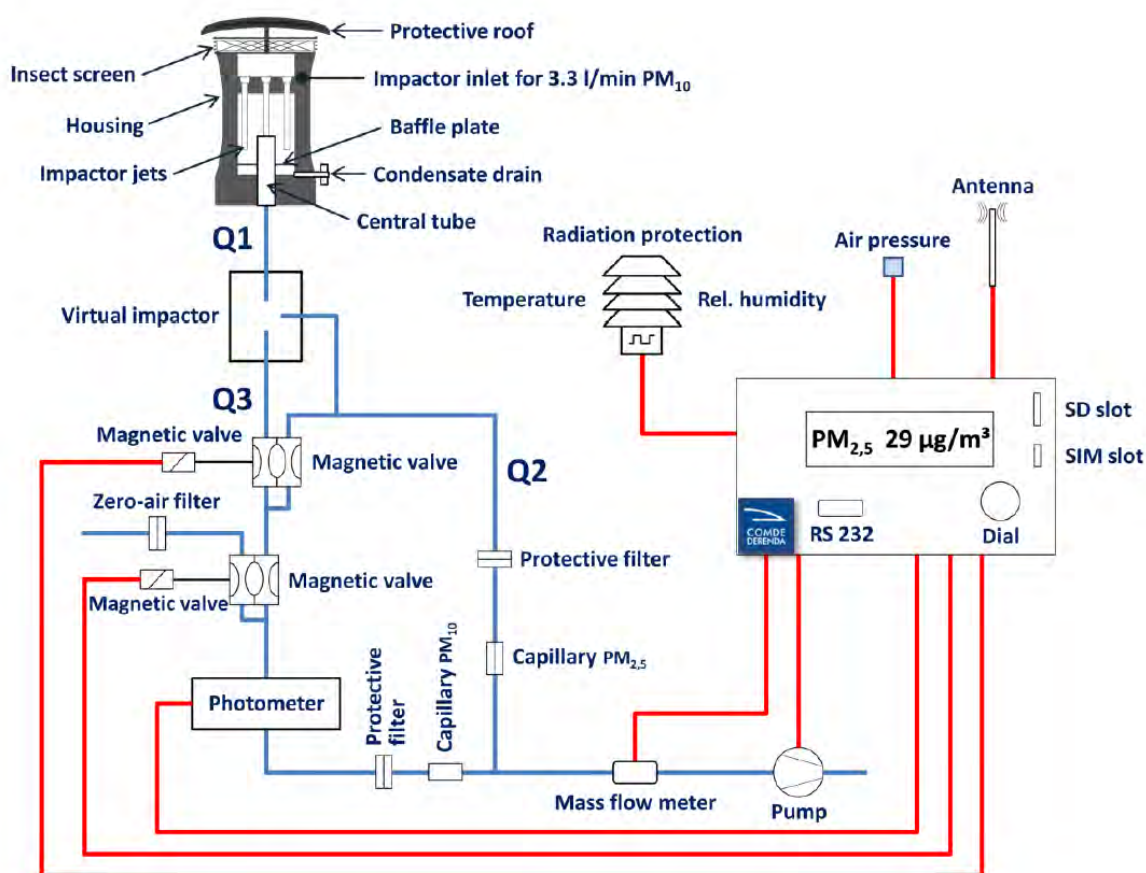 Protective roof
Insect screen
Impactor inlet for 3.3 l/min PM₁₀
Housing
Baffle plate
Impactor jets
Condensate drain
Central tube
Antenna
Q1
Radiation protection
Air pressure
Temperature
Rel. humidity
Virtual impactor
Q3
SD slot
PM₂,₅ 29 µg/m³
Magnetic valve
Magnetic valve
SIM slot
Q2
Zero-air filter
COMDE
DERENDA
RS 232
Dial
Protective filter
Magnetic valve
Magnetic valve
Capillary PM₂,₅
Photometer
Protective
filter
Capillary PM₁₀
Mass flow meter
Pump